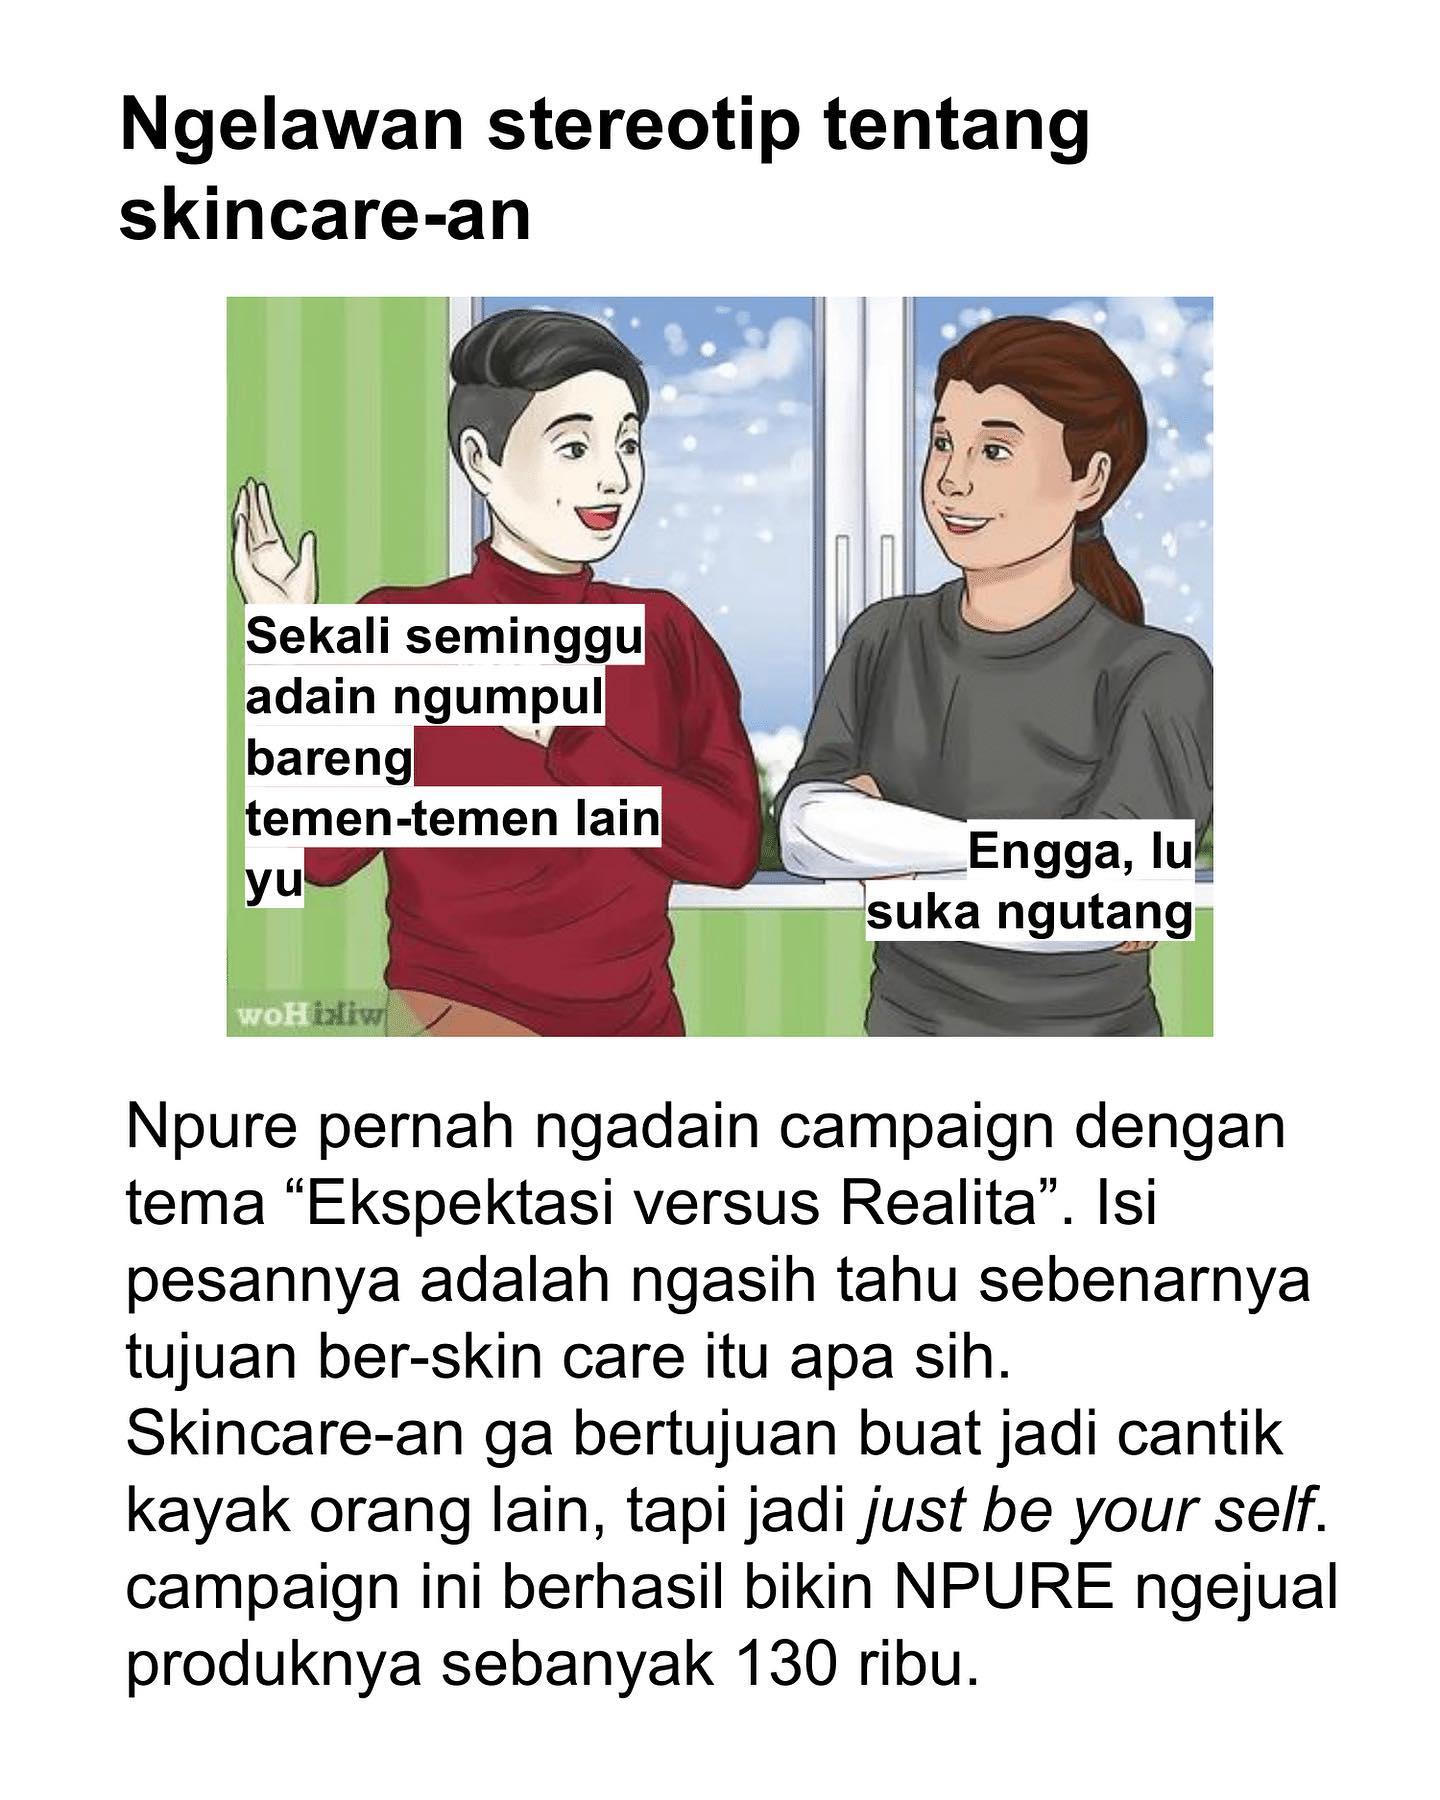 Ngelawan stereotip tentang
skincare-an
Sekali seminggu
adain ngumpul
bareng
temen-temen lain
yu
Engga, lu
suka ngutang
wikiHow
Npure pernah ngadain campaign dengan
tema “Ekspektasi versus Realita”. Isi
pesannya adalah ngasih tahu sebenarnya
tujuan ber-skin care itu apa sih.
Skincare-an ga bertujuan buat jadi cantik
kayak orang lain, tapi jadi just be your self.
campaign ini berhasil bikin NPURE ngejual
produknya sebanyak 130 ribu.